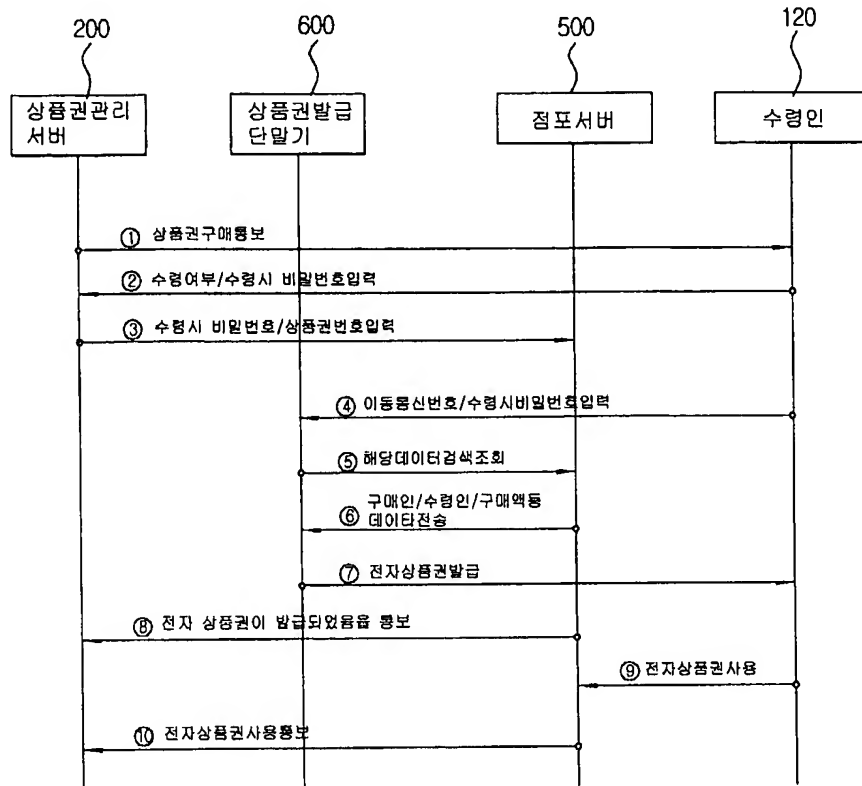 200
600
500
120
상품권관리
서버
상품권발급
단말기
점포서버
수령인
① 상품권구매통보
② 수령여부/수령시 비밀번호입력
③ 수령시 비밀번호/상품권번호입력
④ 이동통신번호/수령시비밀번호입력
⑤ 해당데이터검색조회
⑥ 구매인/수령인/구매액등
데이타전송
⑦ 전자상품권발급
⑧ 전자 상품권이 발급되었음을 통보
⑨ 전자상품권사용
⑩ 전자상품권사용통보